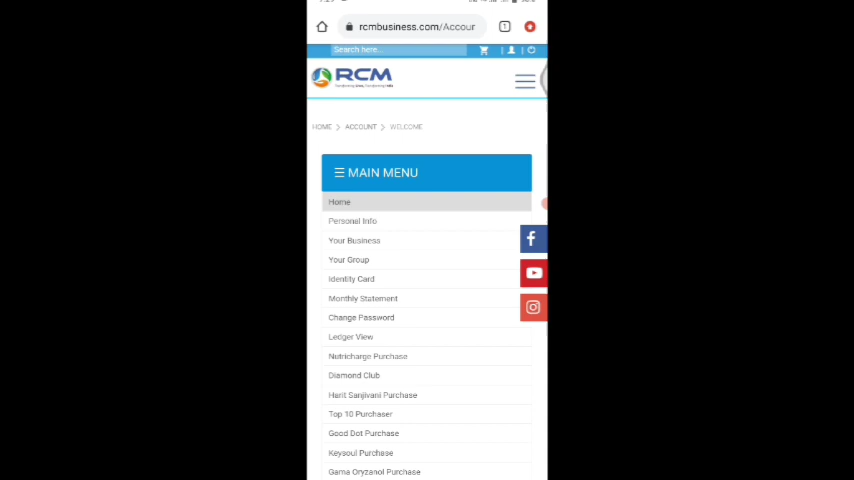 rcmbusiness.com/Accour
1
Search here...
RCM
HOME > ACCOUNT > WELCOME
☰ MAIN MENU
Home
Personal Info
Your Business
Your Group
Identity Card
Monthly Statement
Change Password
Ledger View
Nutricharge Purchase
Diamond Club
Harit Sanjivani Purchase
Top 10 Purchaser
Good Dot Purchase
Keysoul Purchase
Gama Oryzanol Purchase